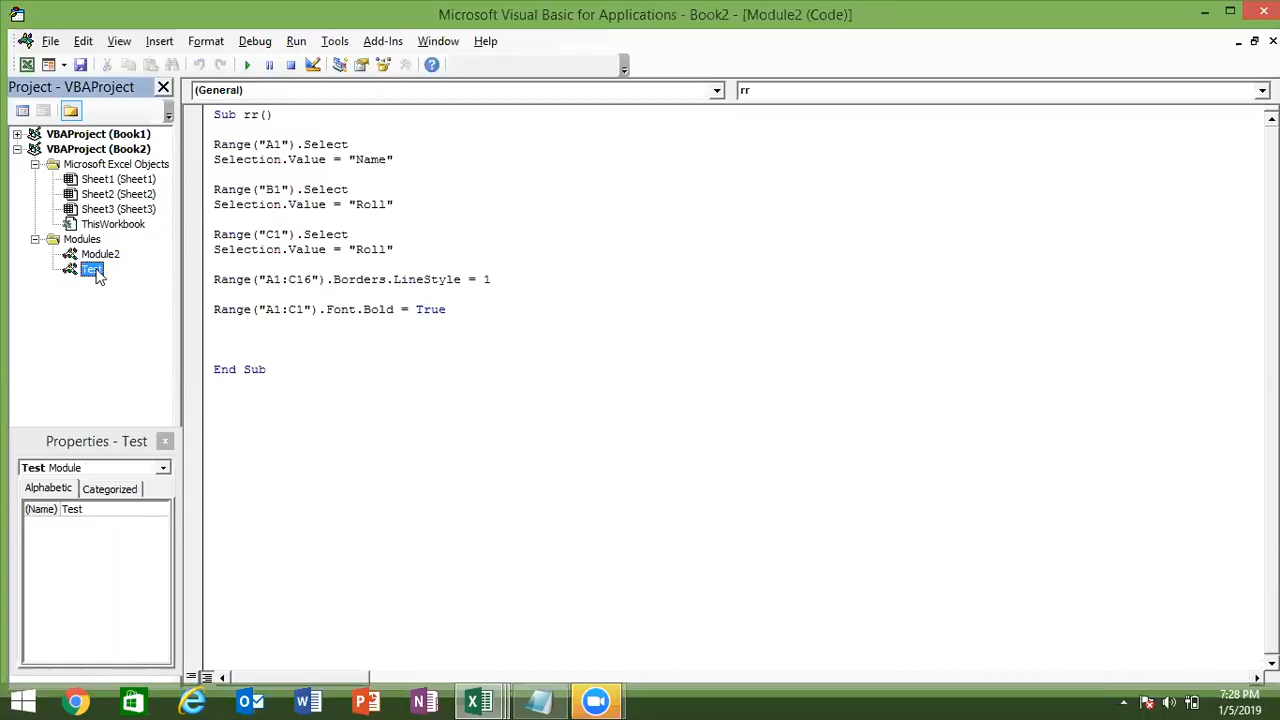 Microsoft Visual Basic for Applications - Book2 - [Module2 (Code)]
File Edit View Insert Format Debug Run Tools Add-Ins Window Help
Project - VBAProject
(General)
rr
VBAProject (Book1)
VBAProject (Book2)
Microsoft Excel Objects
Sheet1 (Sheet1)
Sheet2 (Sheet2)
Sheet3 (Sheet3)
ThisWorkbook
Modules
Module2
Test
Sub rr()
Range("A1").Select
Selection.Value = "Name"
Range("B1").Select
Selection.Value = "Roll"
Range("C1").Select
Selection.Value = "Roll"
Range("A1:C16").Borders.LineStyle = 1
Range("A1:C1").Font.Bold = True
End Sub
Properties - Test
Test Module
Alphabetic Categorized
(Name) Test
7:28 PM
1/5/2019